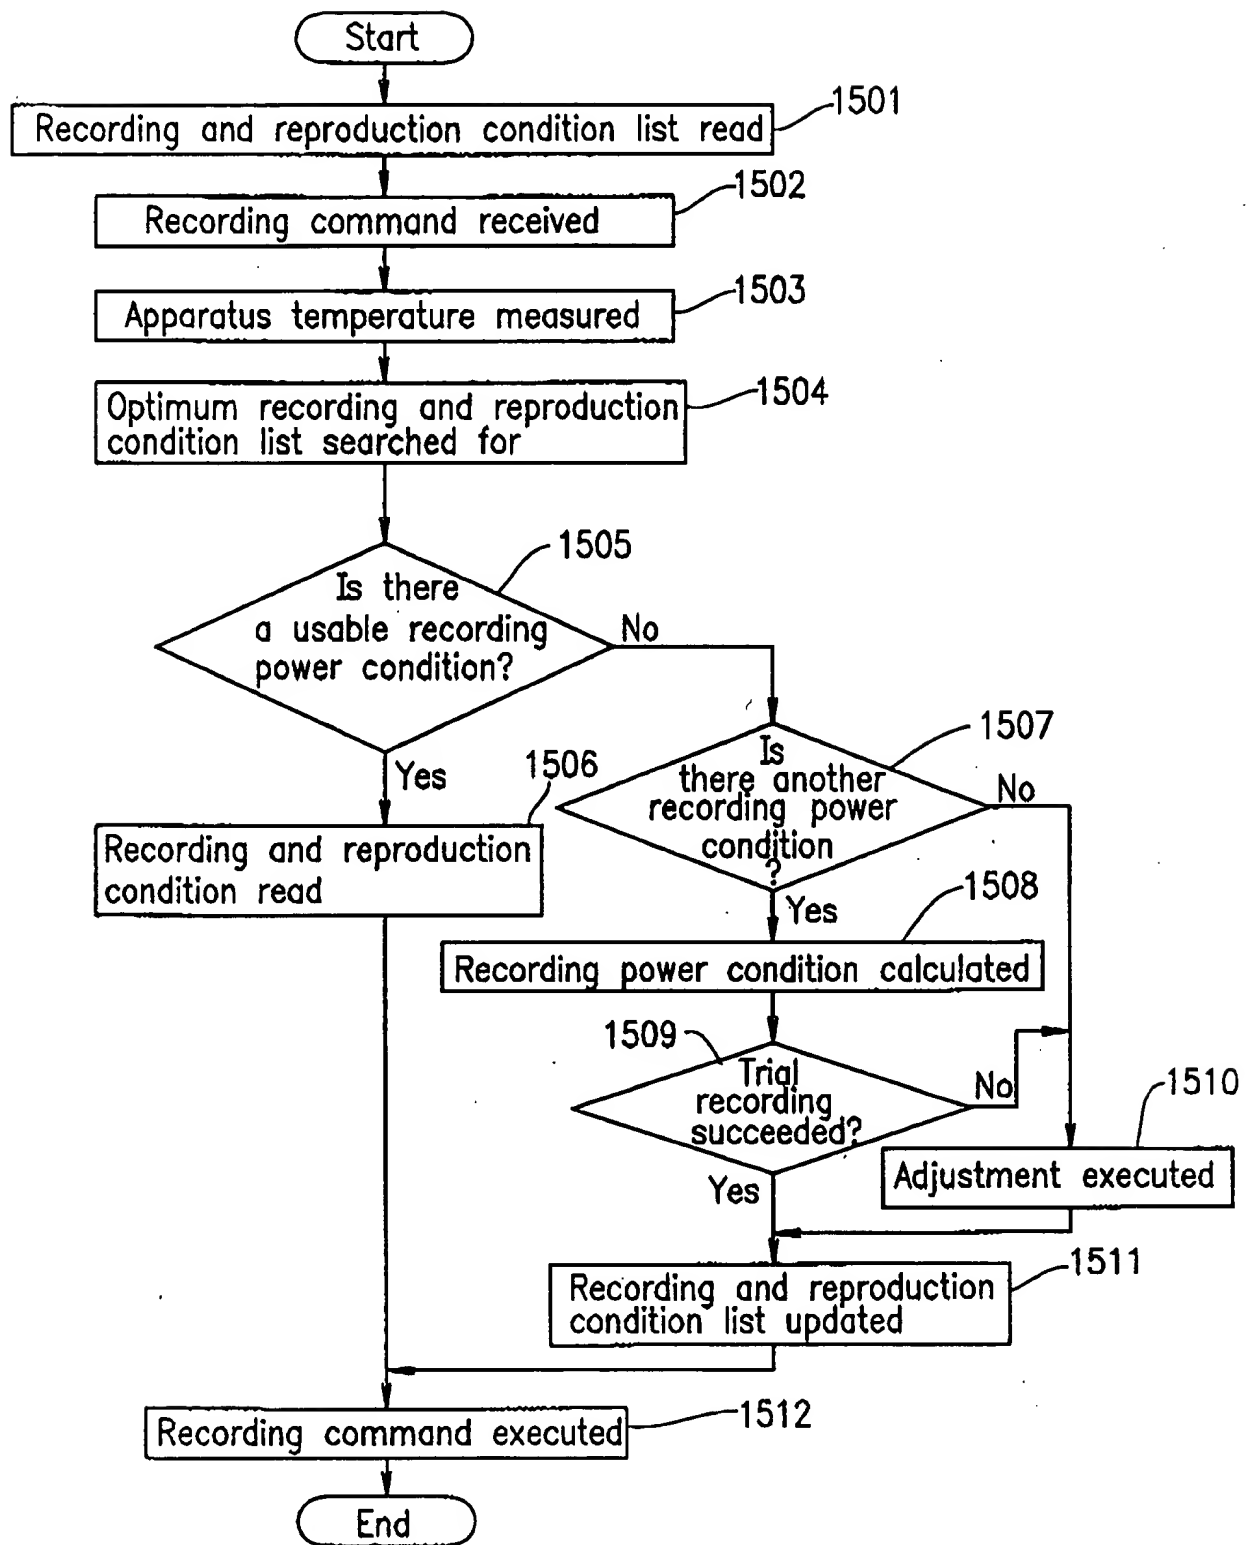 Start
Recording and reproduction condition list read
1501
Recording command received
1502
Apparatus temperature measured
1503
Optimum recording and reproduction
condition list searched for
1504
Is there
a usable recording
power condition?
1505
No
Yes
1506
Recording and reproduction
condition read
Is
there another
recording power
condition
?
1507
No
Yes
1508
Recording power condition calculated
1509
Trial
recording
succeeded?
No
Yes
1510
Adjustment executed
1511
Recording and reproduction
condition list updated
1512
Recording command executed
End